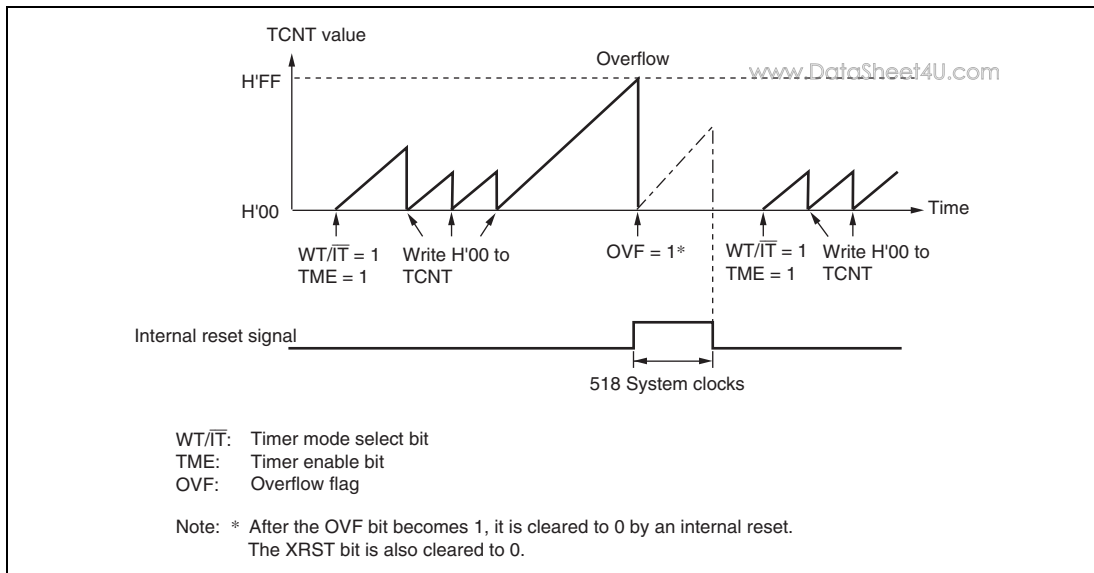 TCNT value
Overflow
www.DataSheet4U.com
H'FF
H'00
Time
WT/IT = 1
TME = 1
Write H'00 to
TCNT
OVF = 1*
WT/IT = 1
TME = 1
Write H'00 to
TCNT
Internal reset signal
518 System clocks
WT/IT: Timer mode select bit
TME: Timer enable bit
OVF: Overflow flag
Note: * After the OVF bit becomes 1, it is cleared to 0 by an internal reset.
The XRST bit is also cleared to 0.